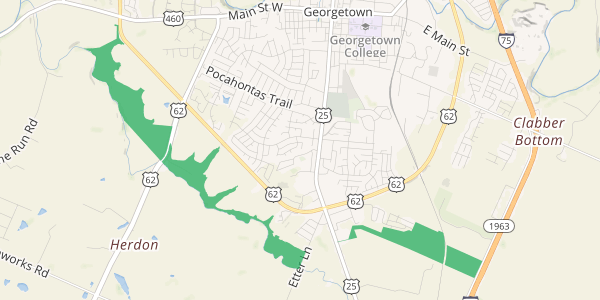 Main St W
Georgetown
460
Georgetown
College
E Main St
75
Pocahontas Trail
62
25
62
Clabber
Bottom
ne Run Rd
62
62
62
62
1963
Herdon
eworks Rd
Etter Ln
25